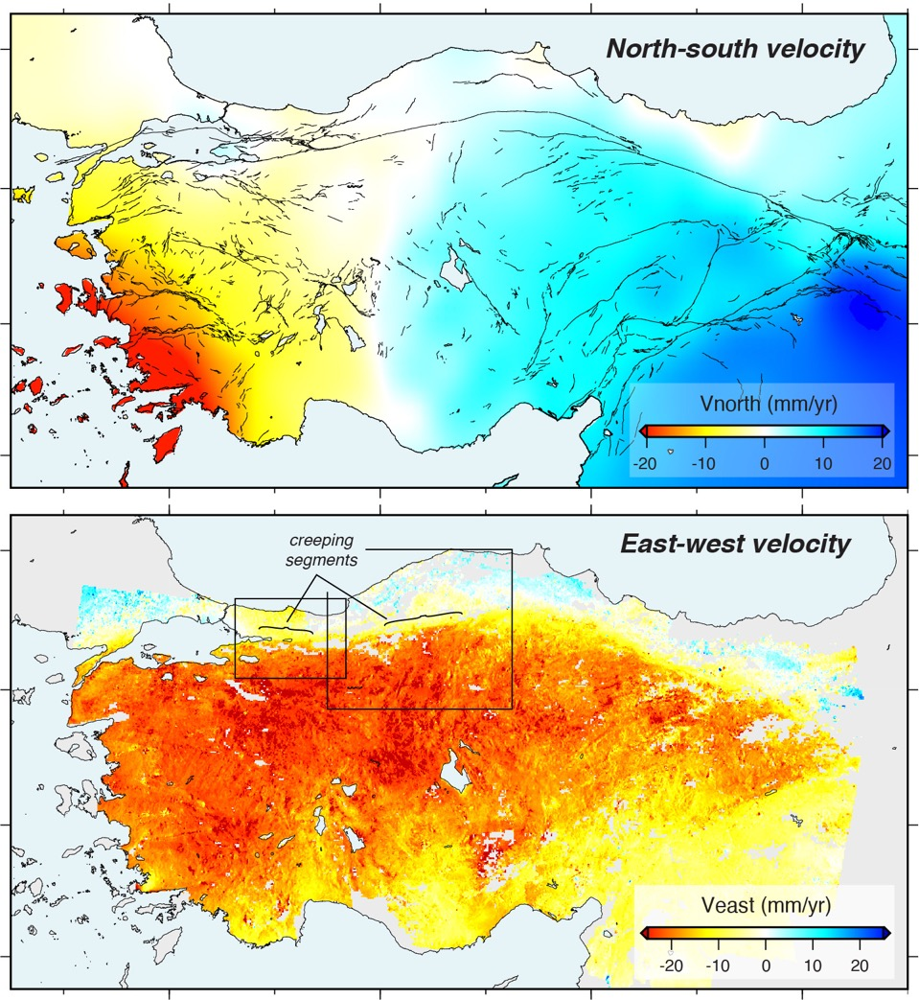 North-south velocity
Vnorth (mm/yr)
-20 -10 0 10 20
creeping
segments
East-west velocity
Veast (mm/yr)
-20 -10 0 10 20